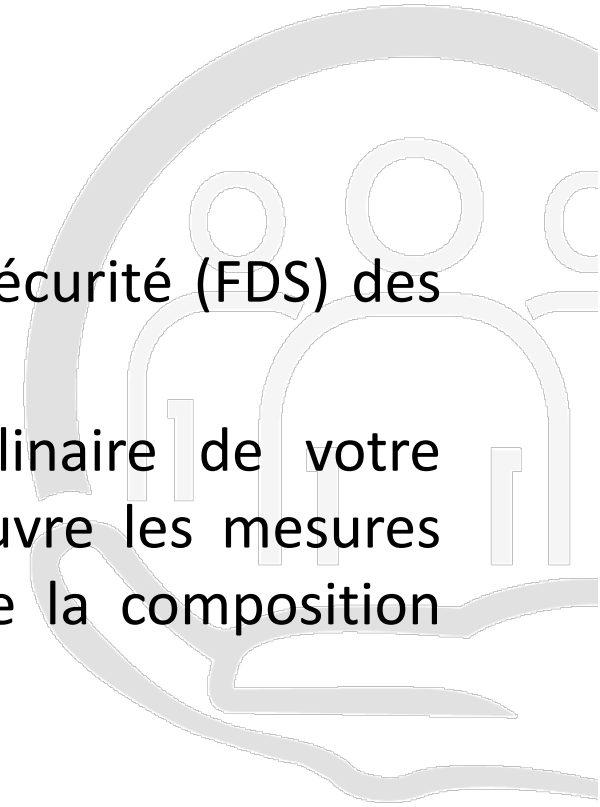 écurité (FDS) des
linaire de votre
uvre les mesures
e la composition